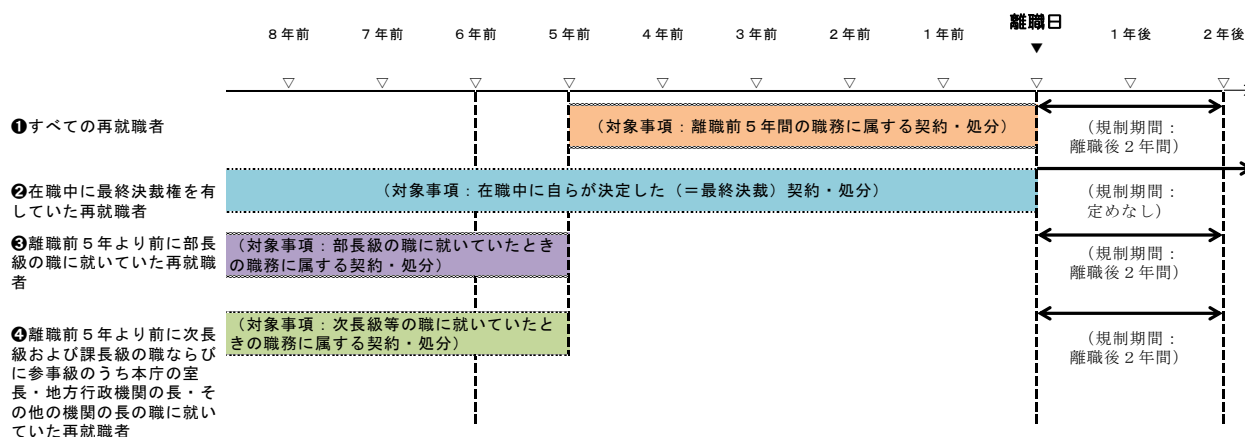 離職日
8年前 7年前 6年前 5年前 4年前 3年前 2年前 1年前 ▼ 1年後 2年後
▽ ▽ ▽ ▽ ▽ ▽ ▽ ▽ ▽ ▽ ▽
❶すべての再就職者
(対象事項:離職前5年間の職務に属する契約・処分)
(規制期間:
離職後2年間)
❷在職中に最終決裁権を有
していた再就職者
(対象事項:在職中に自らが決定した(=最終決裁)契約・処分)
(規制期間:
定めなし)
❸離職前5年より前に部長
級の職に就いていた再就職
者
(対象事項:部長級の職に就いていたとき
の職務に属する契約・処分)
(規制期間:
離職後2年間)
❹離職前5年より前に次長
級および課長級の職ならび
に参事級のうち本庁の室
長・地方行政機関の長・そ
の他の機関の長の職に就い
ていた再就職者
(対象事項:次長級等の職に就いていたと
きの職務に属する契約・処分)
(規制期間:
離職後2年間)